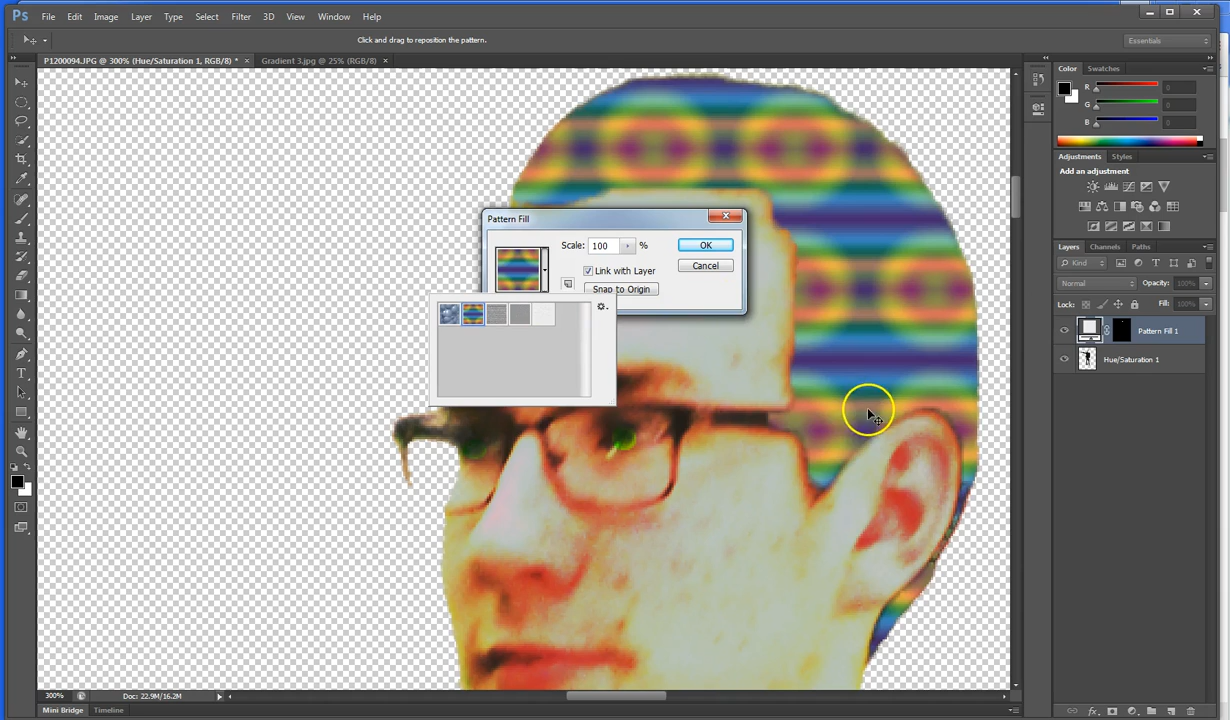 Ps File Edit Image Layer Type Select Filter 3D View Window Help
Click and drag to reposition the pattern.
Essentials
P1200094.JPG @ 300% (Hue/Saturation 1, RGB/8) * × Gradient 3.jpg @ 25% (RGB/8) ×
Color Swatches
R 0
G 0
B 0
Adjustments Styles
Add an adjustment
Layers Channels Paths
Kind
Normal Opacity: 100%
Lock: Fill: 100%
Pattern Fill 1
Hue/Saturation 1
Pattern Fill
Scale: 100 %
OK
Link with Layer
Cancel
Snap to Origin
300% Doc: 22.9M/16.2M
Mini Bridge Timeline